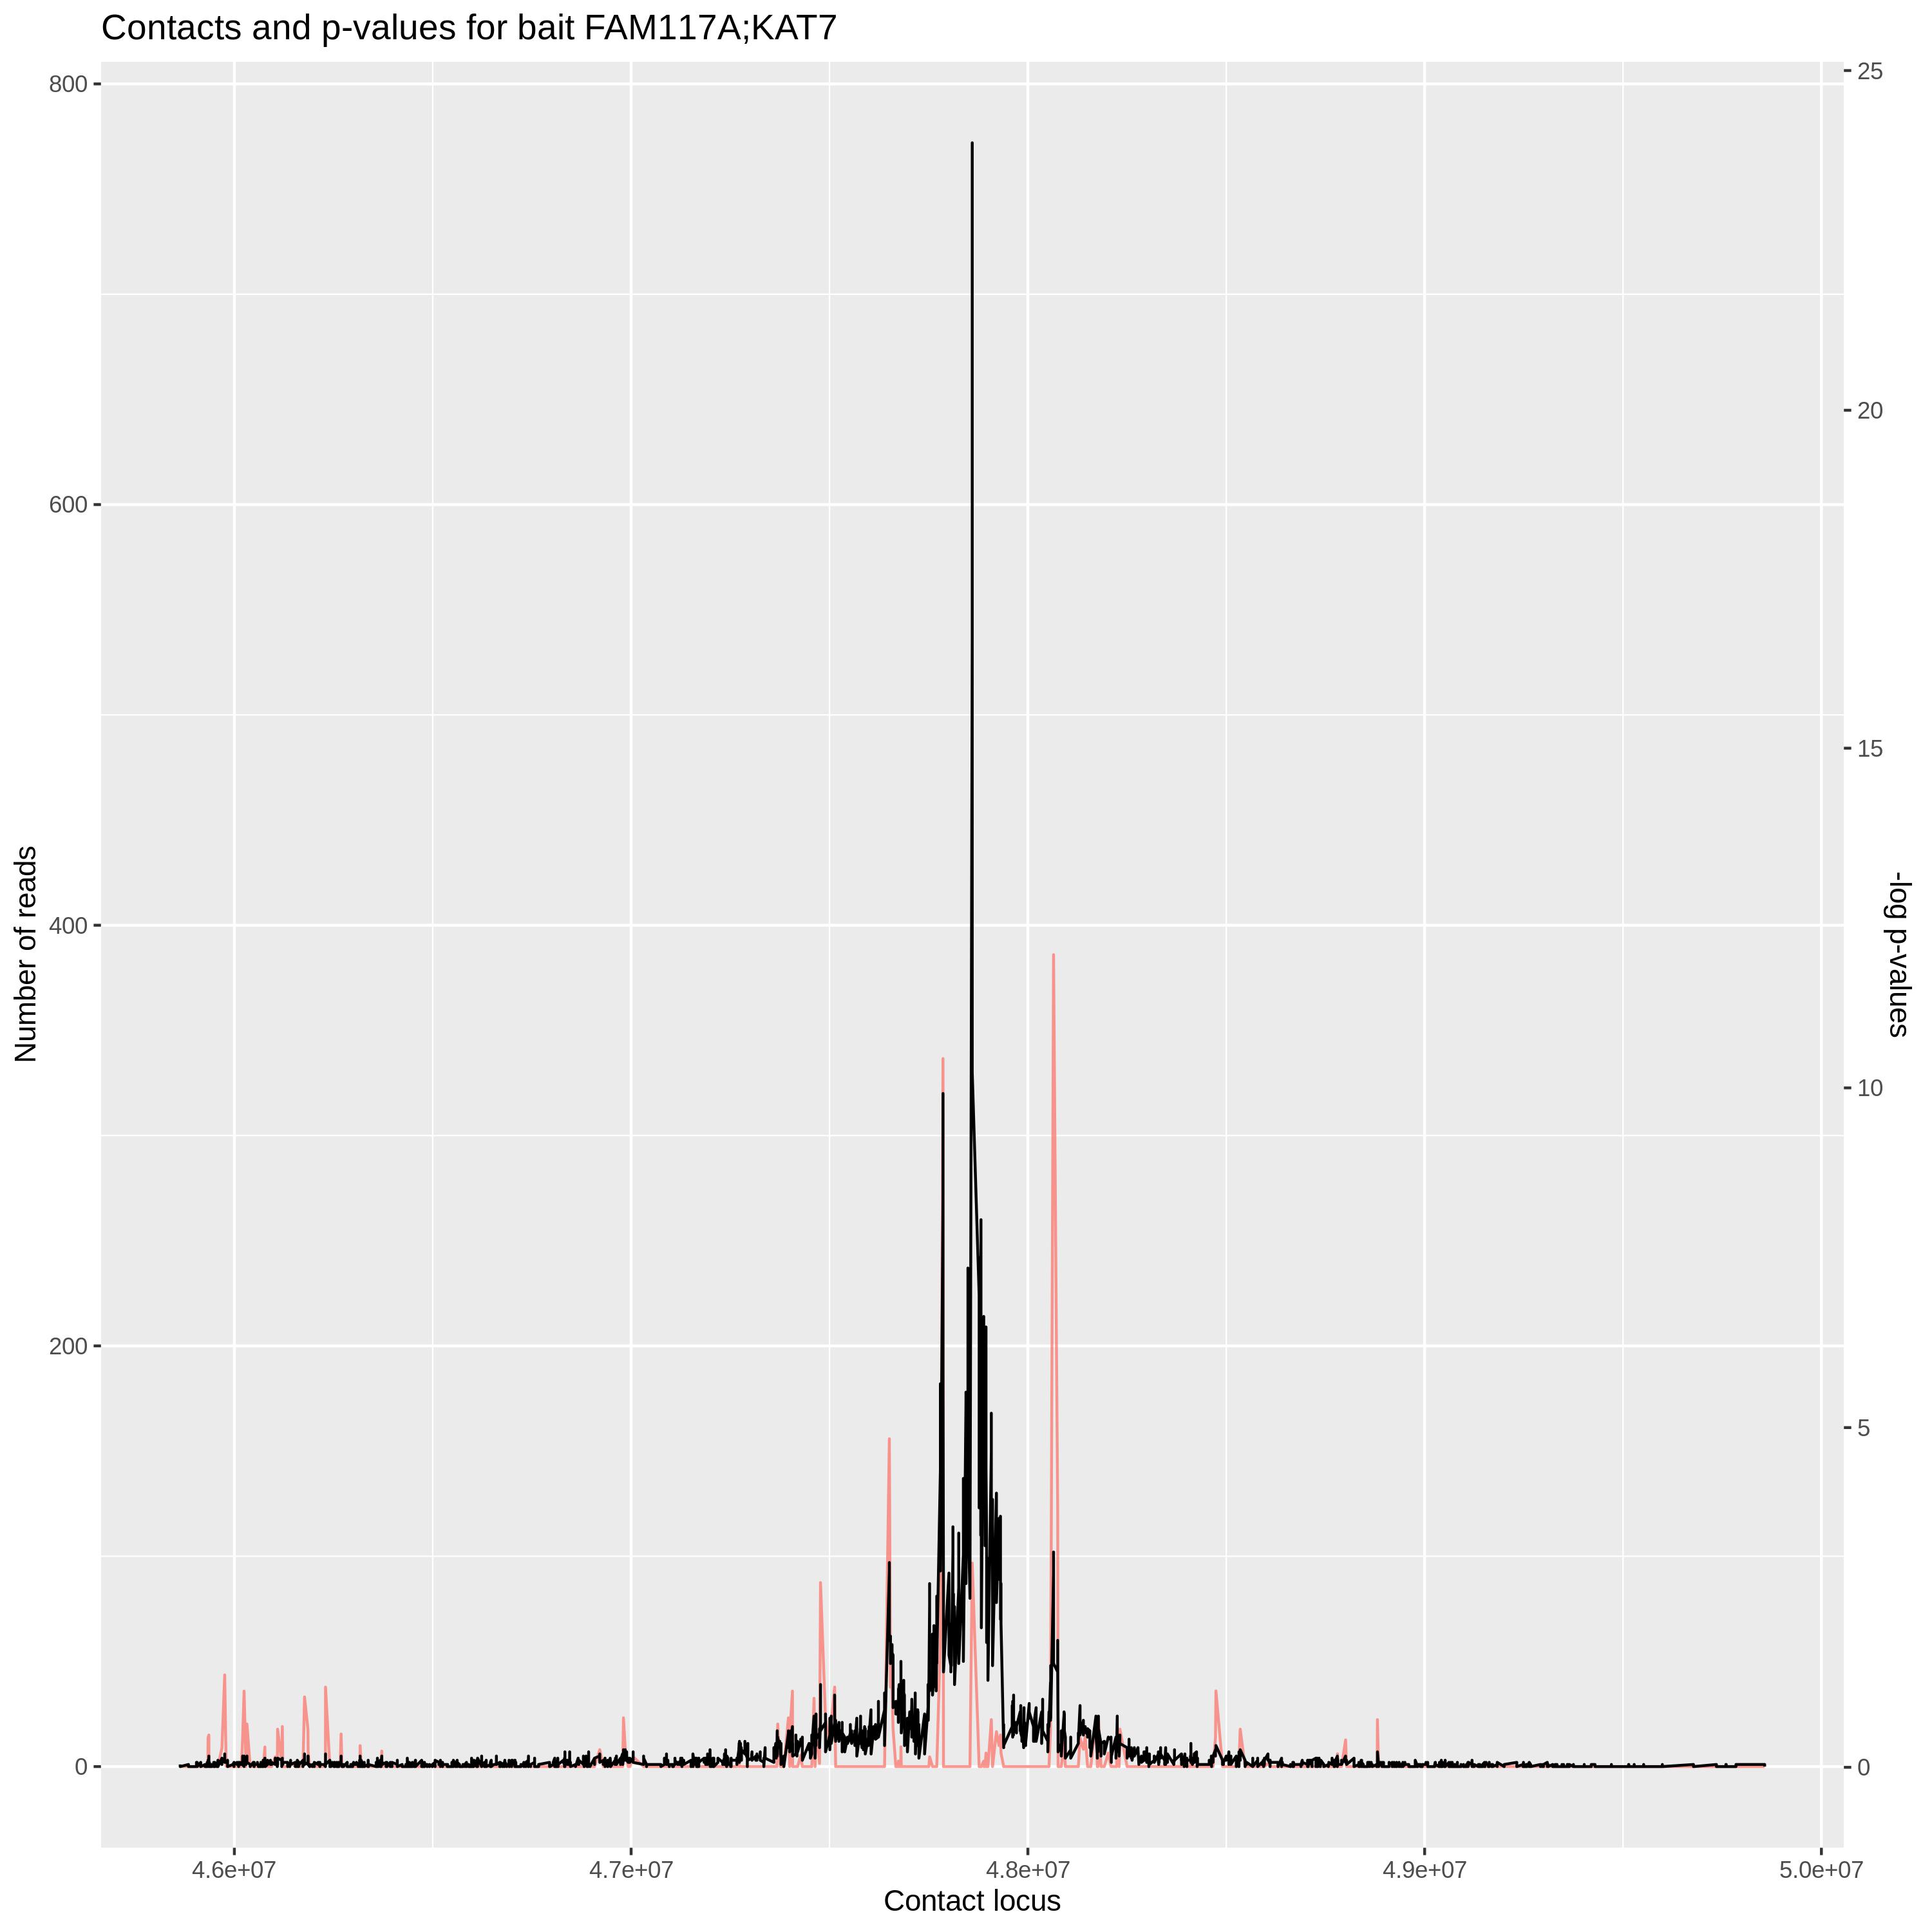 Contacts and p-values for bait FAM117A;KAT7
800
600
400
200
0
Number of reads
25
20
15
10
5
0
-log p-values
4.6e+07
4.7e+07
4.8e+07
4.9e+07
5.0e+07
Contact locus